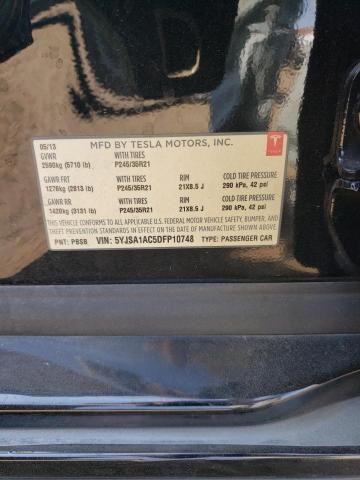 05/13 MFD BY TESLA MOTORS, INC.
GVWR WITH TIRES
2590kg (5710 lb) P245/35R21
GAWR FRT WITH TIRES RIM COLD TIRE PRESSURE
1276kg (2813 lb) P245/35R21 21X8.5 J 290 kPa, 42 psi
GAWR RR WITH TIRES RIM COLD TIRE PRESSURE
1420kg (3131 lb) P245/35R21 21X8.5 J 290 kPa, 42 psi
THIS VEHICLE CONFORMS TO ALL APPLICABLE U.S. FEDERAL MOTOR VEHICLE SAFETY, BUMPER, AND
THEFT PREVENTION STANDARDS IN EFFECT ON THE DATE OF MANUFACTURE SHOWN ABOVE.
PNT: PBSB VIN: 5YJSA1AC5DFP10748 TYPE: PASSENGER CAR
TESLA